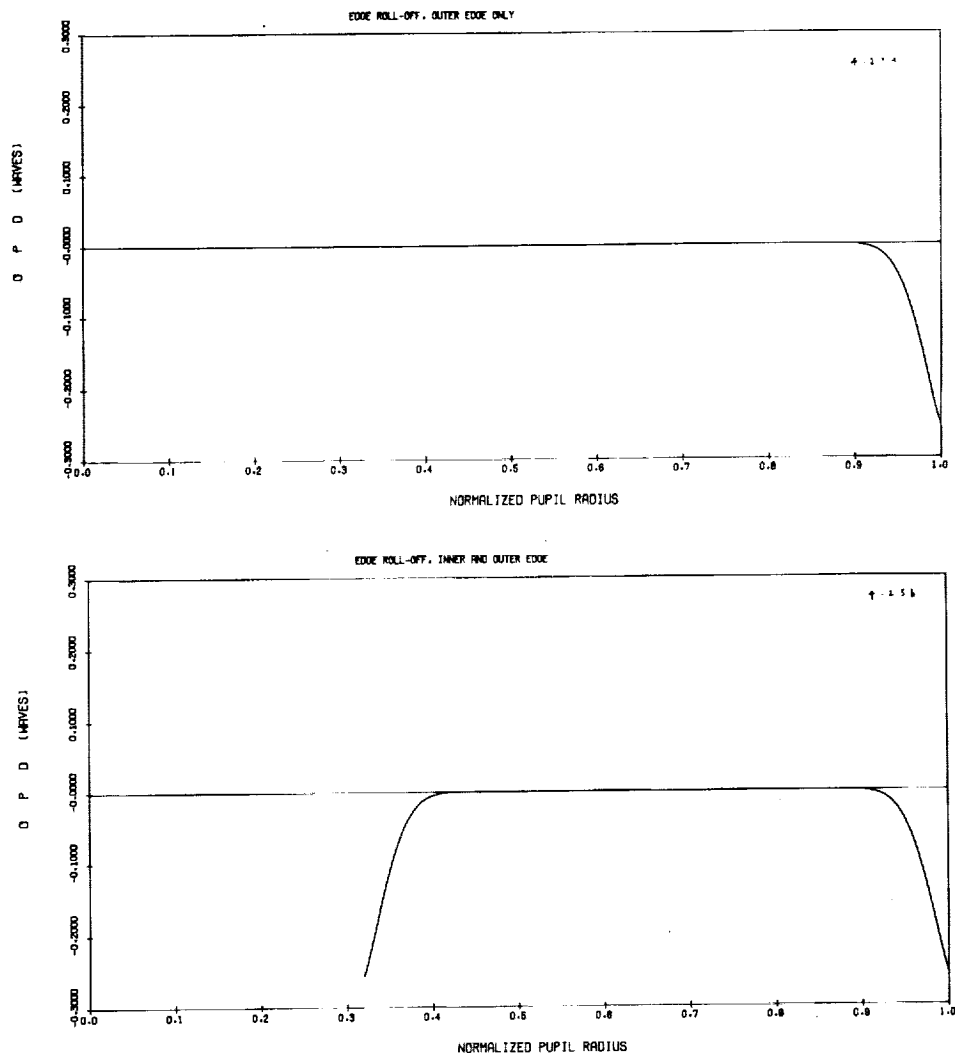 EDGE ROLL-OFF, OUTER EDGE ONLY
0.3000
0.2000
0.1000
-0.0000
-0.1000
-0.2000
-0.3000
O P D (WAVES)
0.0 0.1 0.2 0.3 0.4 0.5 0.6 0.7 0.8 0.9 1.0
NORMALIZED PUPIL RADIUS
EDGE ROLL-OFF, INNER AND OUTER EDGE
0.3000
0.2000
0.1000
-0.0000
-0.1000
-0.2000
-0.3000
O P D (WAVES)
0.0 0.1 0.2 0.3 0.4 0.5 0.6 0.7 0.8 0.9 1.0
NORMALIZED PUPIL RADIUS